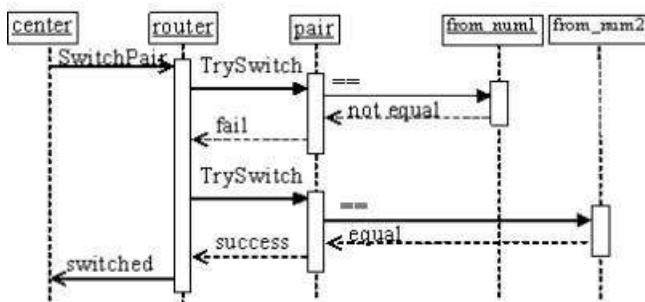 center
router
pair
from_num1
from_num2
SwitchPair
TrySwitch
==
not equal
fail
TrySwitch
==
equal
success
switched